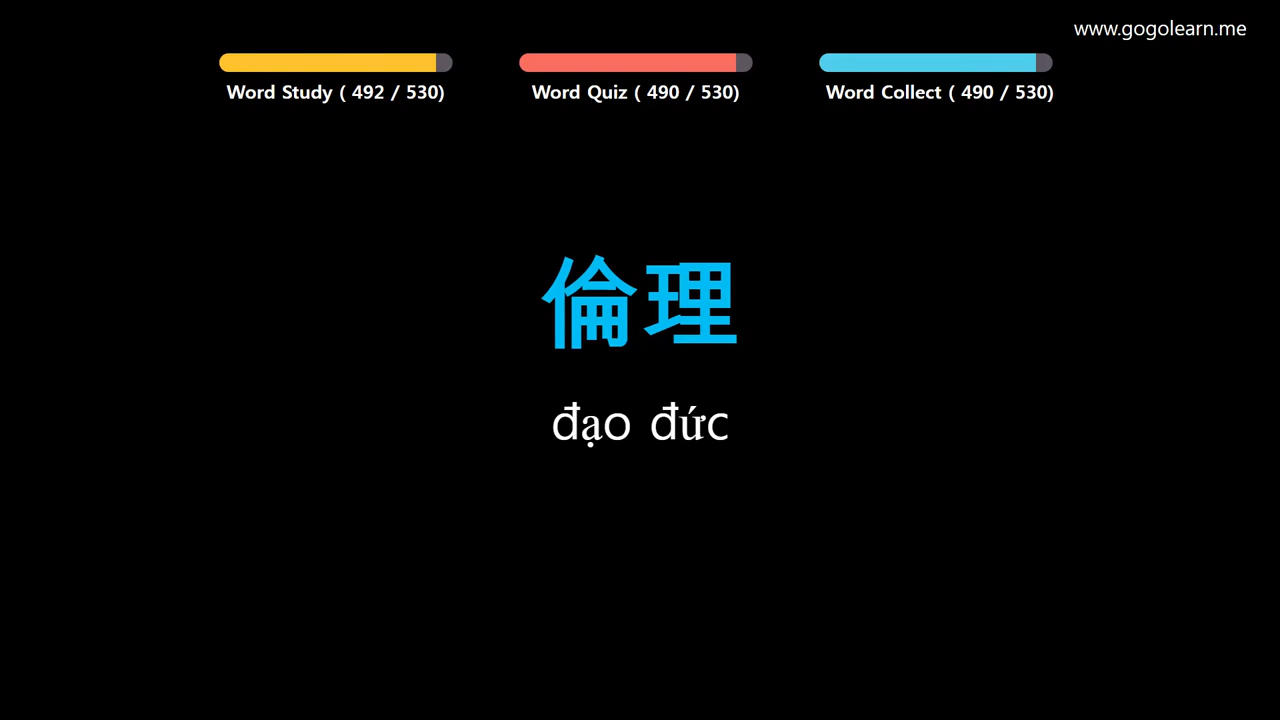 www.gogolearn.me
Word Study ( 492 / 530)
Word Quiz ( 490 / 530)
Word Collect ( 490 / 530)
倫理
đạo đức